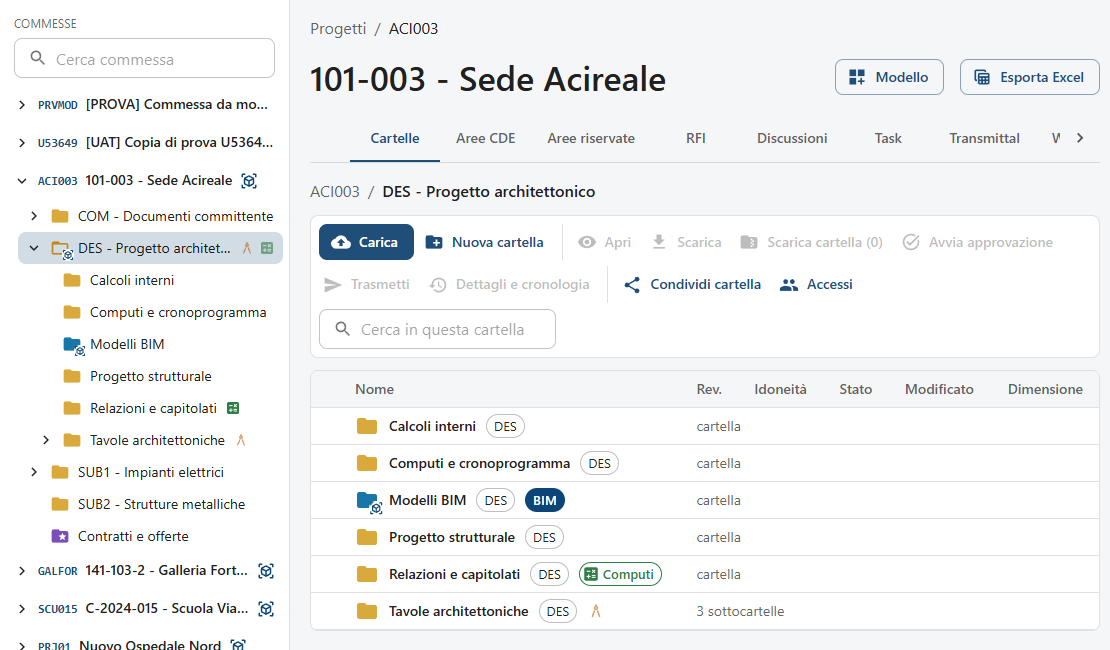 COMMESSE
Cerca commessa
PRVMOD [PROVA] Commessa da mo...
U53649 [UAT] Copia di prova U5364...
ACI003 101-003 - Sede Acireale
COM - Documenti committente
DES - Progetto architet...
Calcoli interni
Computi e cronoprogramma
Modelli BIM
Progetto strutturale
Relazioni e capitolati
Tavole architettoniche
SUB1 - Impianti elettrici
SUB2 - Strutture metalliche
Contratti e offerte
GALFOR 141-103-2 - Galleria Fort...
SCU015 C-2024-015 - Scuola Via...
PRJ01 Nuovo Ospedale Nord
Progetti / ACI003
101-003 - Sede Acireale
Modello
Esporta Excel
Cartelle Aree CDE Aree riservate RFI Discussioni Task Transmittal
ACI003 / DES - Progetto architettonico
Carica Nuova cartella Apri Scarica Scarica cartella (0) Avvia approvazione
Trasmetti Dettagli e cronologia Condividi cartella Accessi
Cerca in questa cartella
Nome Rev. Idoneità Stato Modificato Dimensione
Calcoli interni DES cartella
Computi e cronoprogramma DES cartella
Modelli BIM DES BIM cartella
Progetto strutturale DES cartella
Relazioni e capitolati DES Computi cartella
Tavole architettoniche DES 3 sottocartelle